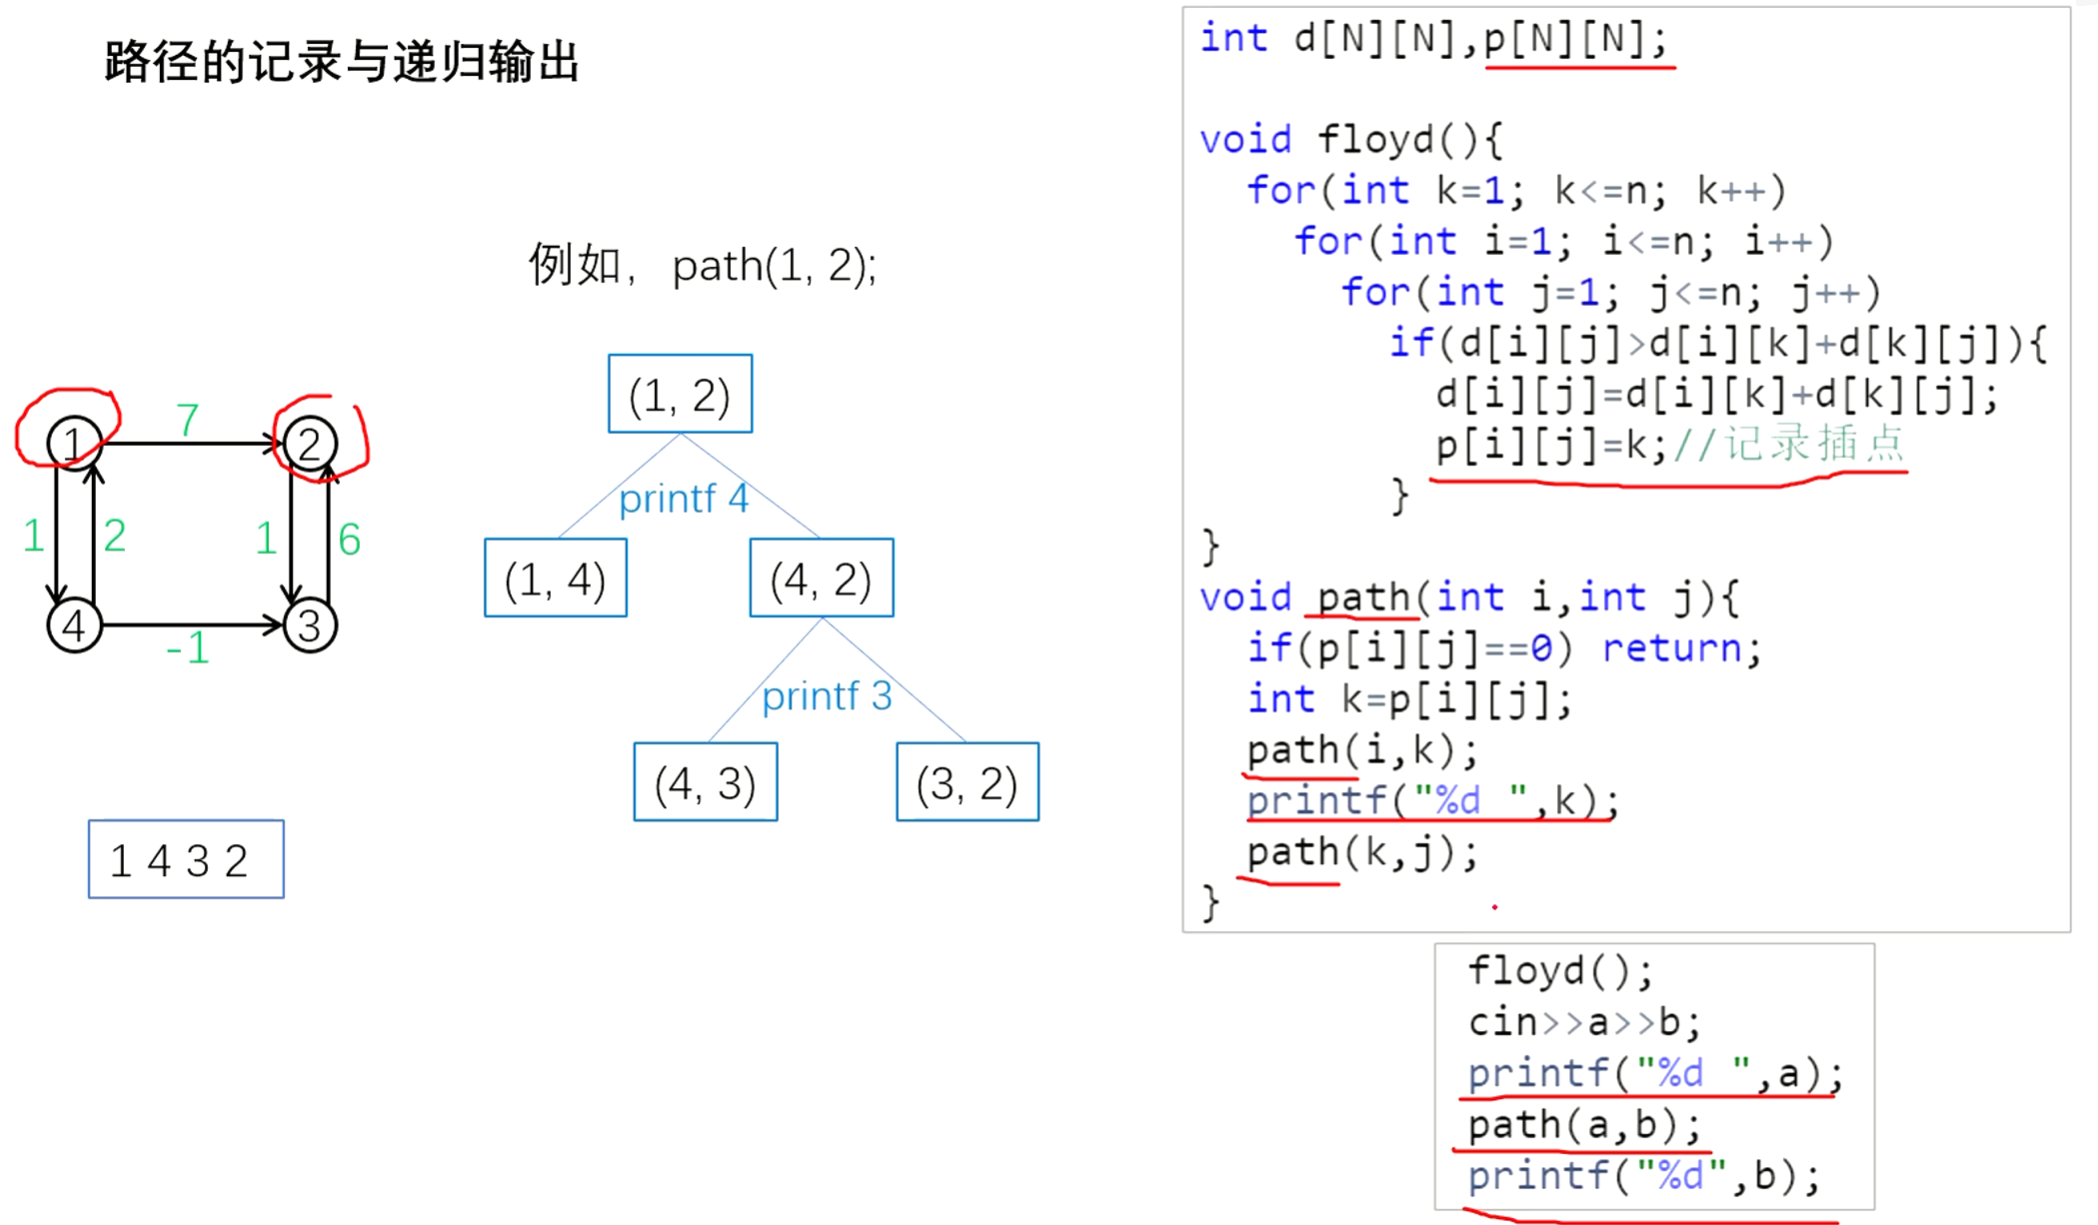 路径的记录与递归输出
例如，path(1, 2);
1
7
2
1
2
1
6
4
-1
3
(1, 2)
printf 4
(1, 4)
(4, 2)
printf 3
(4, 3)
(3, 2)
1 4 3 2
int d[N][N],p[N][N];
void floyd(){
for(int k=1; k<=n; k++)
for(int i=1; i<=n; i++)
for(int j=1; j<=n; j++)
if(d[i][j]>d[i][k]+d[k][j]){
d[i][j]=d[i][k]+d[k][j];
p[i][j]=k;//记录插点
}
}
void path(int i,int j){
if(p[i][j]==0) return;
int k=p[i][j];
path(i,k);
printf("%d ",k);
path(k,j);
}
floyd();
cin>>a>>b;
printf("%d ",a);
path(a,b);
printf("%d",b);